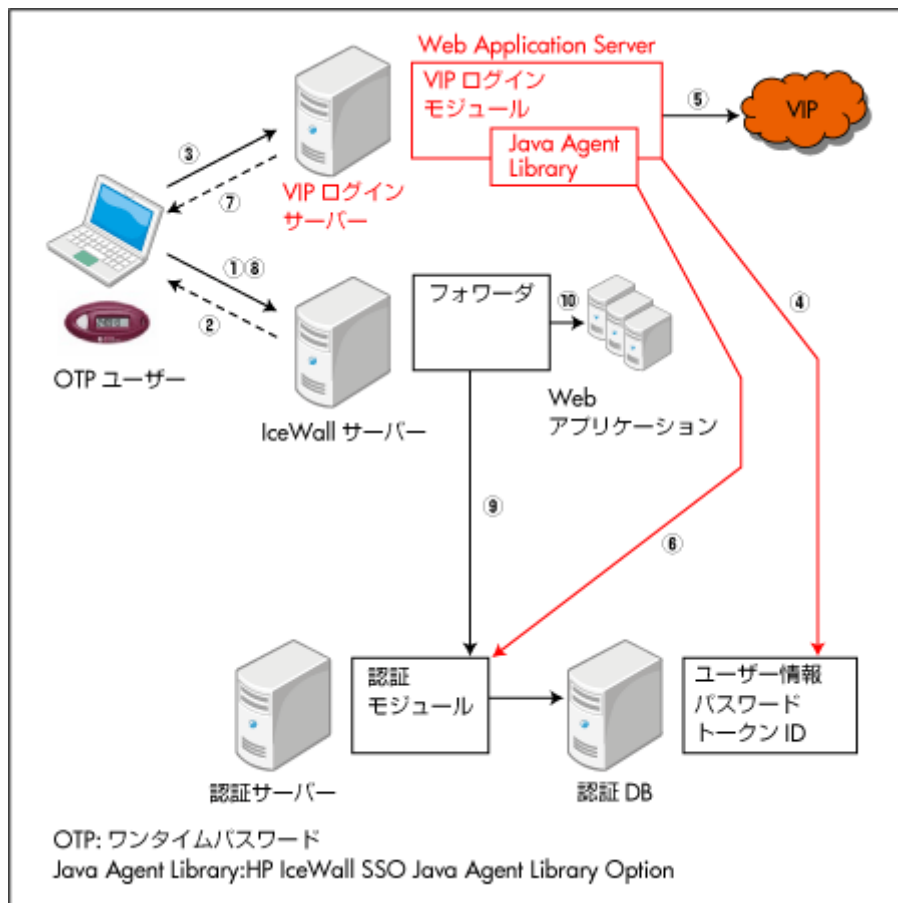 Web Application Server
VIP ログイン
モジュール
Java Agent
Library
⑤
VIP
③
⑦
VIP ログイン
サーバー
①⑧
②
フォワーダ
⑩
④
OTP ユーザー
IceWall サーバー
Web
アプリケーション
⑨
⑥
認証
モジュール
ユーザー情報
パスワード
トークン ID
認証サーバー
認証 DB
OTP: ワンタイムパスワード
Java Agent Library:HP IceWall SSO Java Agent Library Option